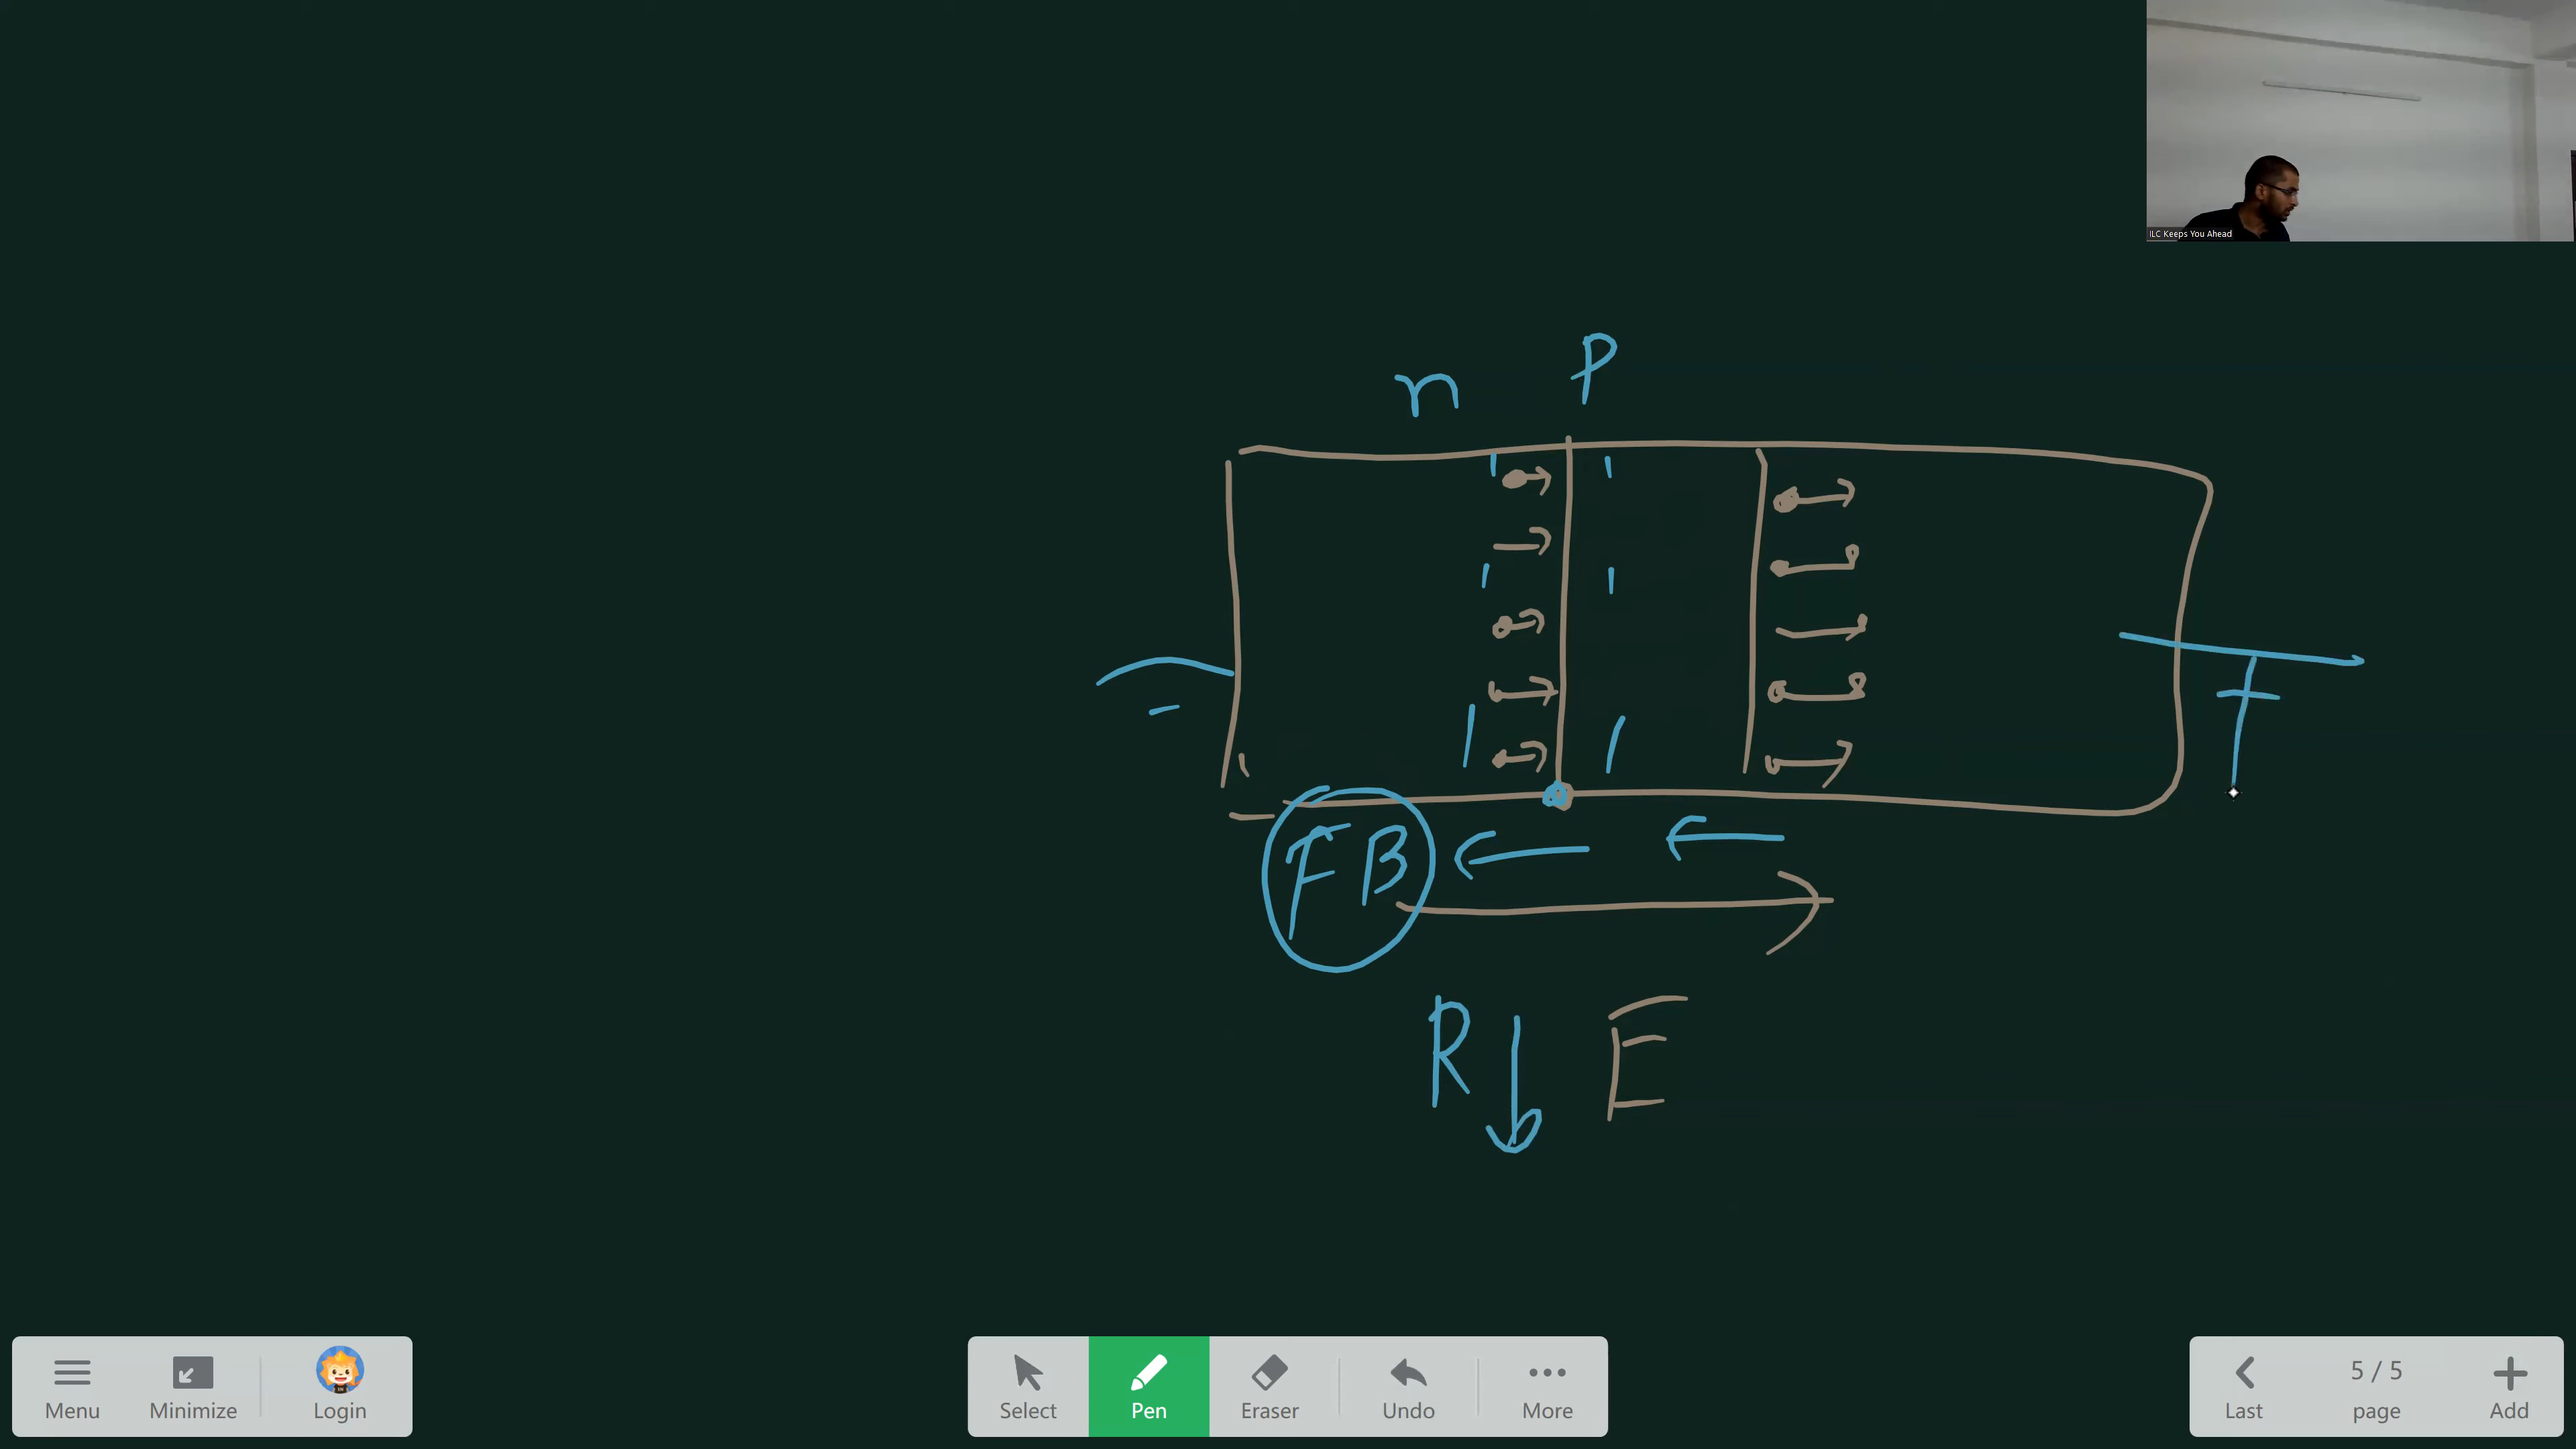 ILC Keeps You Ahead
n P
-
FB
R ↓ E
Menu Minimize Login
Select Pen Eraser Undo More
5 / 5
Last page Add